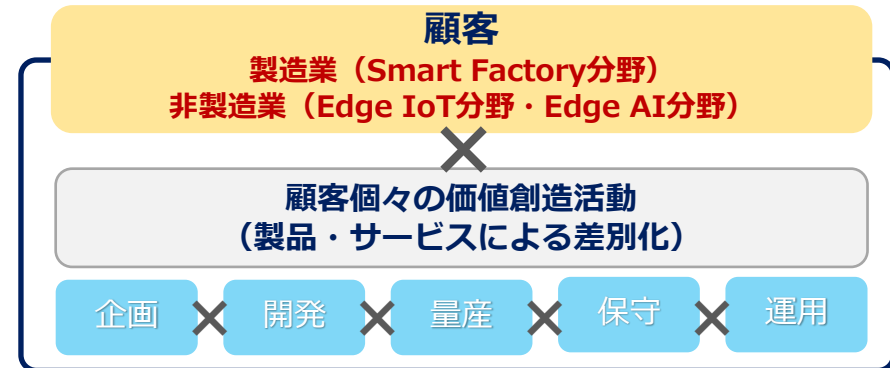 顧客
製造業（Smart Factory分野）
非製造業（Edge IoT分野・Edge AI分野）
×
顧客個々の価値創造活動
（製品・サービスによる差別化）
企画×開発×量産×保守×運用